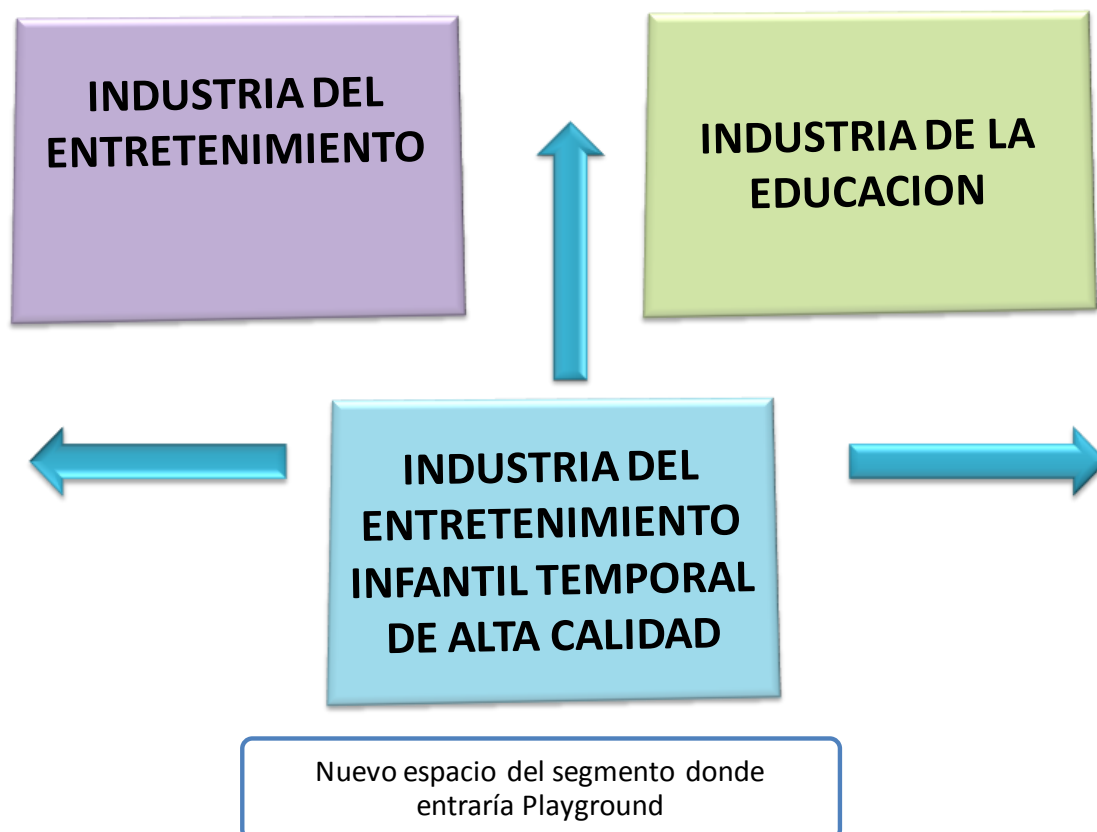 INDUSTRIA DEL
ENTRETENIMIENTO
INDUSTRIA DE LA
EDUCACION
INDUSTRIA DEL
ENTRETENIMIENTO
INFANTIL TEMPORAL
DE ALTA CALIDAD
Nuevo espacio del segmento donde
entraría Playground